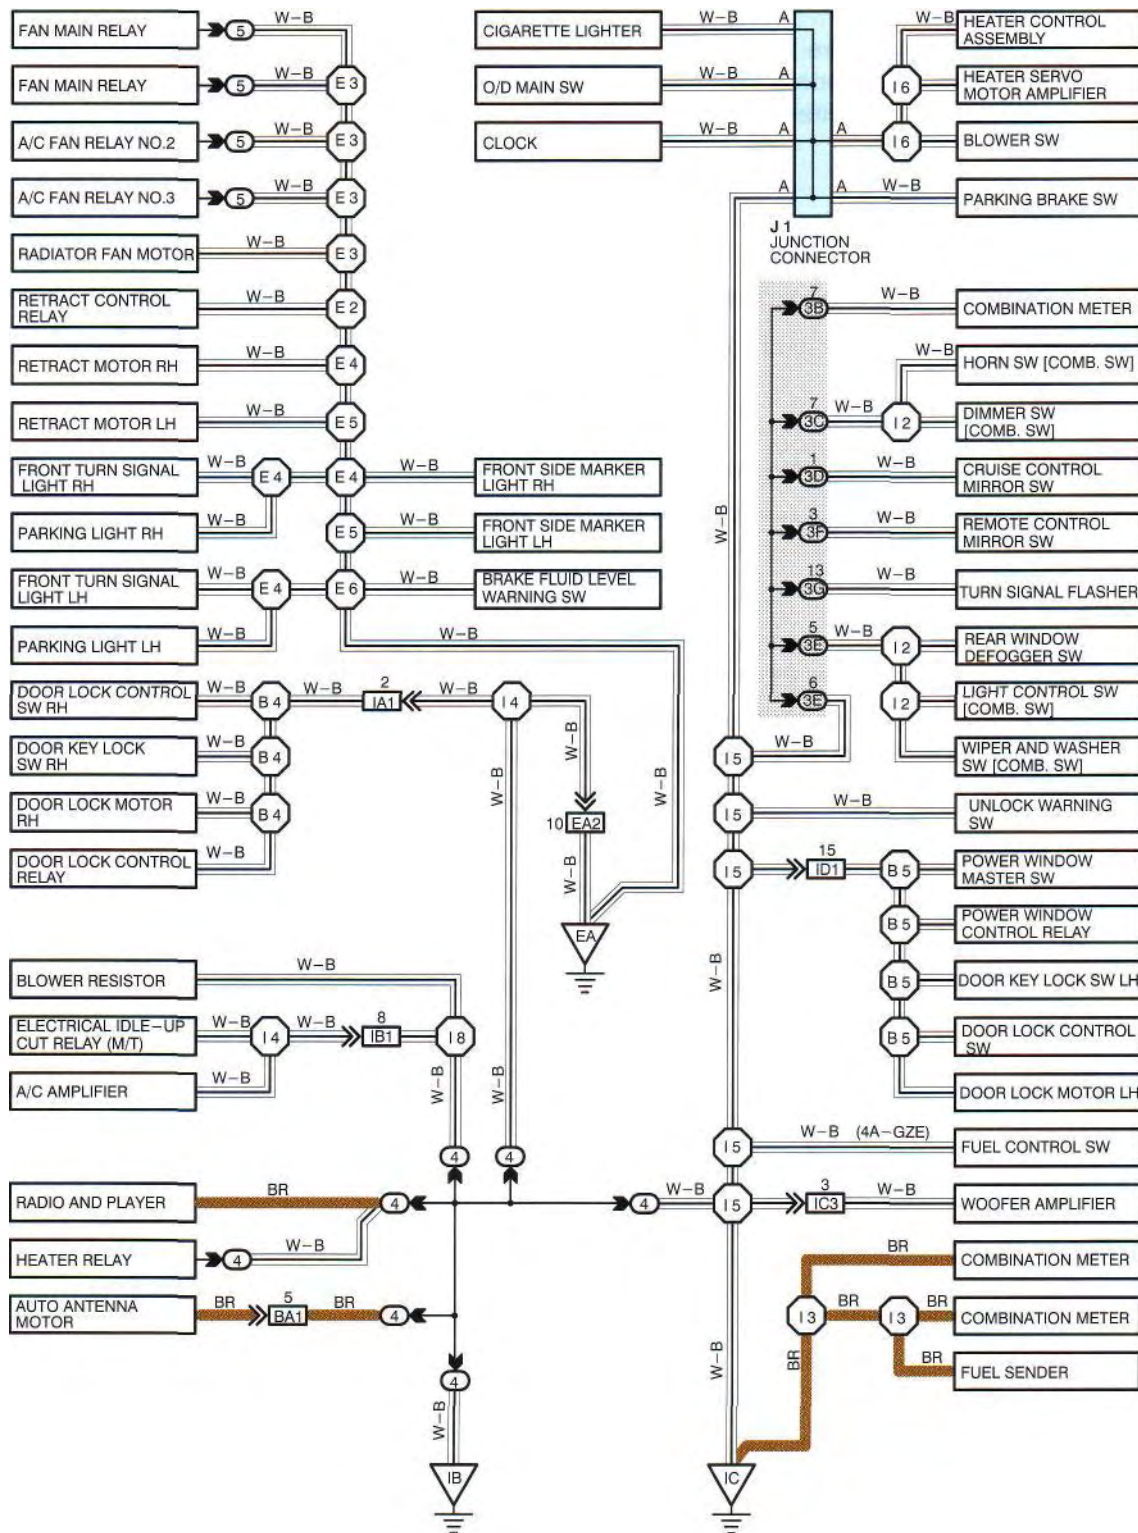 FAN MAIN RELAY
5
W-B
CIGARETTE LIGHTER
W-B
A
W-B
HEATER CONTROL
ASSEMBLY
FAN MAIN RELAY
5
W-B
E3
O/D MAIN SW
W-B
A
I6
HEATER SERVO
MOTOR AMPLIFIER
A/C FAN RELAY NO.2
5
W-B
E3
CLOCK
W-B
A
A
I6
BLOWER SW
A/C FAN RELAY NO.3
5
W-B
E3
A
A
W-B
PARKING BRAKE SW
J1
JUNCTION
CONNECTOR
RADIATOR FAN MOTOR
W-B
E3
RETRACT CONTROL
RELAY
W-B
E2
7
3B
W-B
COMBINATION METER
RETRACT MOTOR RH
W-B
E4
W-B
HORN SW [COMB. SW]
RETRACT MOTOR LH
W-B
E5
7
3C
W-B
I2
DIMMER SW
[COMB. SW]
FRONT TURN SIGNAL
LIGHT RH
W-B
E4
E4
W-B
FRONT SIDE MARKER
LIGHT RH
1
3D
W-B
CRUISE CONTROL
MIRROR SW
PARKING LIGHT RH
W-B
E5
W-B
FRONT SIDE MARKER
LIGHT LH
W-B
3
3F
W-B
REMOTE CONTROL
MIRROR SW
FRONT TURN SIGNAL
LIGHT LH
W-B
E4
E6
W-B
BRAKE FLUID LEVEL
WARNING SW
13
3G
W-B
TURN SIGNAL FLASHER
PARKING LIGHT LH
W-B
W-B
5
3E
W-B
I2
REAR WINDOW
DEFOGGER SW
DOOR LOCK CONTROL
SW RH
W-B
B4
W-B
2
IA1
W-B
I4
6
3E
I2
LIGHT CONTROL SW
[COMB. SW]
DOOR KEY LOCK
SW RH
W-B
B4
W-B
W-B
W-B
I5
W-B
WIPER AND WASHER
SW [COMB. SW]
DOOR LOCK MOTOR
RH
W-B
B4
10
EA2
I5
W-B
UNLOCK WARNING
SW
DOOR LOCK CONTROL
RELAY
W-B
W-B
I5
15
ID1
B5
POWER WINDOW
MASTER SW
EA
B5
POWER WINDOW
CONTROL RELAY
BLOWER RESISTOR
W-B
W-B
B5
DOOR KEY LOCK SW LH
ELECTRICAL IDLE-UP
CUT RELAY (M/T)
W-B
I4
W-B
8
IB1
I8
B5
DOOR LOCK CONTROL
SW
A/C AMPLIFIER
W-B
W-B
W-B
DOOR LOCK MOTOR LH
4
4
I5
W-B (4A-GZE)
FUEL CONTROL SW
RADIO AND PLAYER
BR
4
4
W-B
I5
3
IC3
W-B
WOOFER AMPLIFIER
HEATER RELAY
4
W-B
BR
COMBINATION METER
AUTO ANTENNA
MOTOR
BR
5
BA1
BR
4
I3
BR
I3
BR
COMBINATION METER
4
W-B
W-B
BR
BR
FUEL SENDER
IB
IC